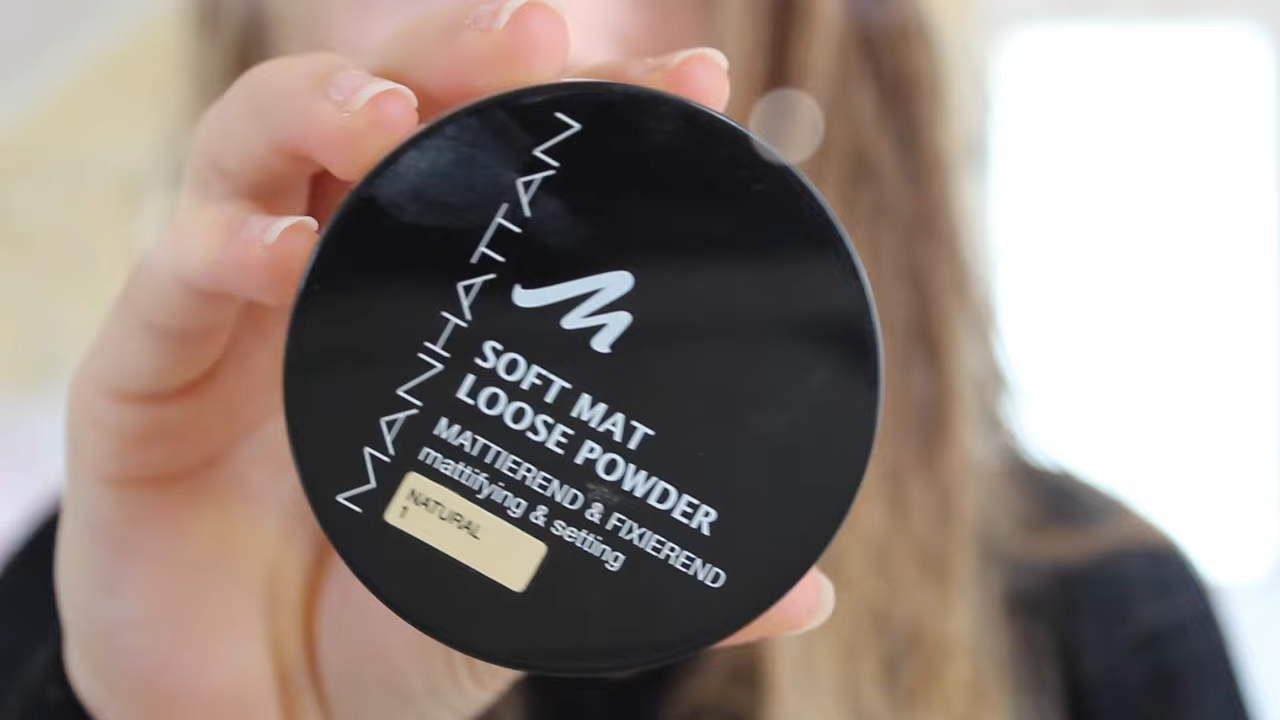 MANHATTAN
SOFT MAT
LOOSE POWDER
MATTIEREND & FIXIEREND
mattifying & setting
NATURAL
1